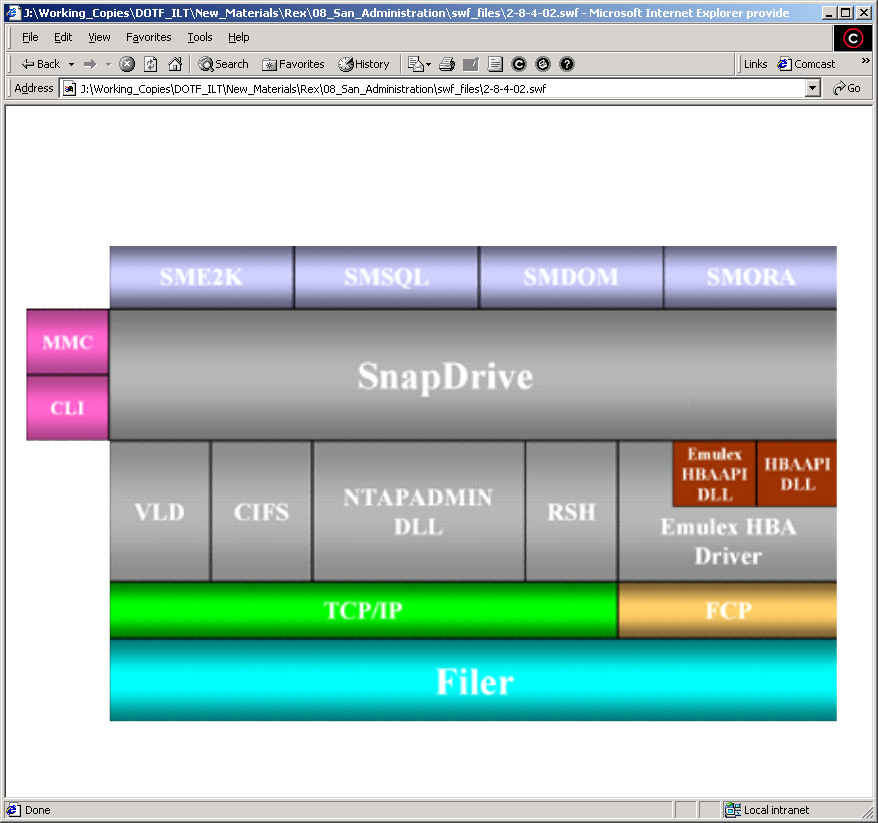 J:\Working_Copies\DOTF_ILT\New_Materials\Rex\08_San_Administration\swf_files\2-8-4-02.swf - Microsoft Internet Explorer provide
File Edit View Favorites Tools Help
Back Search Favorites History Links Comcast »
Address J:\Working_Copies\DOTF_ILT\New_Materials\Rex\08_San_Administration\swf_files\2-8-4-02.swf Go
SME2K SMSQL SMDOM SMORA
MMC
SnapDrive
CLI
VLD CIFS
NTAPADMIN
DLL
RSH
Emulex
HBAAPI
DLL
HBAAPI
DLL
Emulex HBA
Driver
TCP/IP FCP
Filer
Done Local intranet